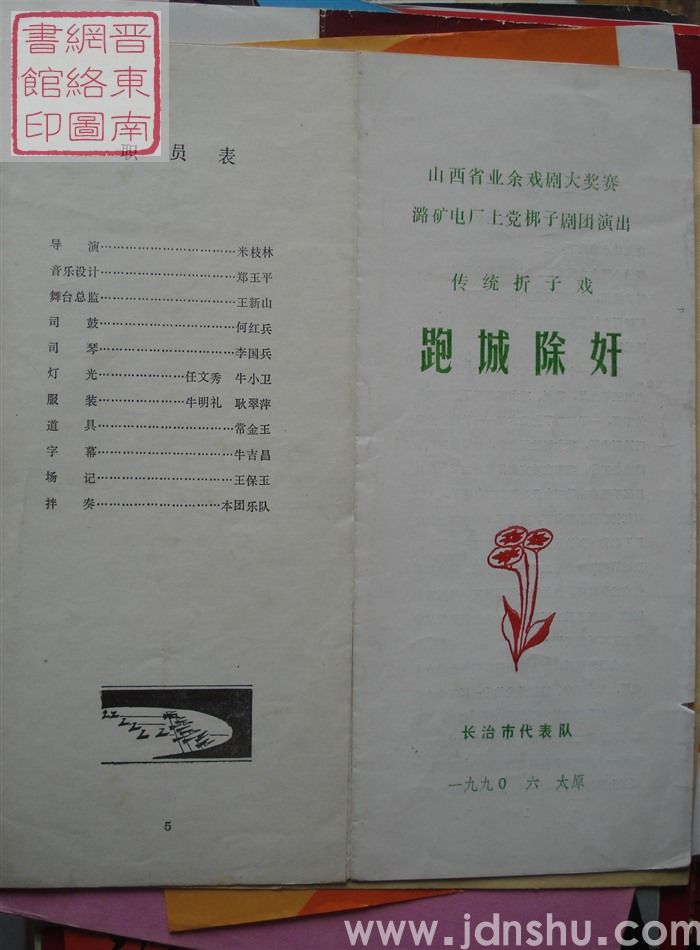 晋东南
網絡圖
書館印
职员表
导演……………………米枝林
音乐设计……………………郑玉平
舞台总监……………………王新山
司鼓……………………何红兵
司琴……………………李国兵
灯光……………任文秀 牛小卫
服装……………牛明礼 耿翠萍
道具……………………常金玉
字幕……………………牛吉昌
场记……………………王保玉
拌奏……………………本团乐队
5
山西省业余戏剧大奖赛
潞矿电厂上党梆子剧团演出
传统折子戏
跑城除奸
长治市代表队
一九九〇 六 太原
www.jdnshu.com